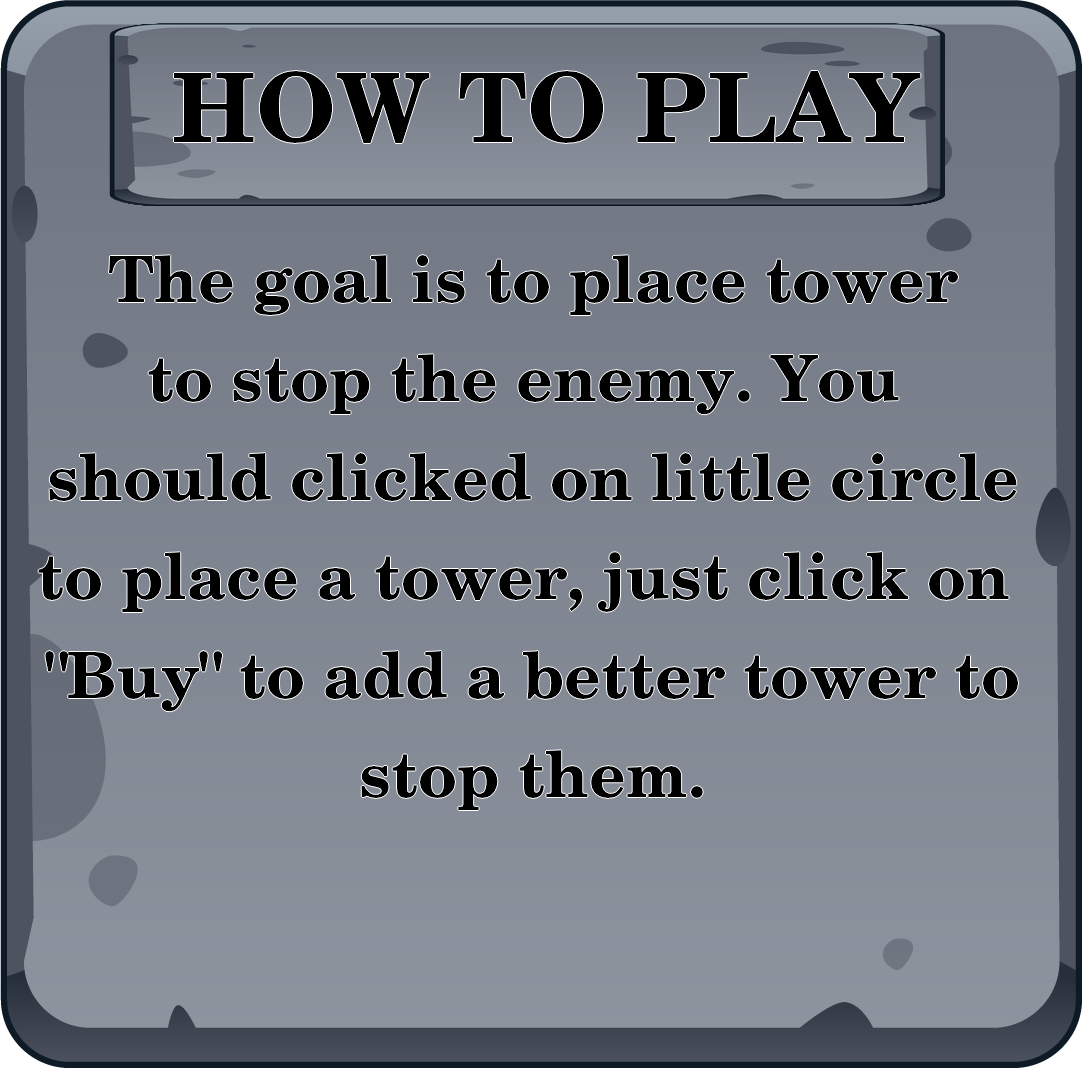 HOW TO PLAY
The goal is to place tower
to stop the enemy. You
should clicked on little circle
to place a tower, just click on
"Buy" to add a better tower to
stop them.